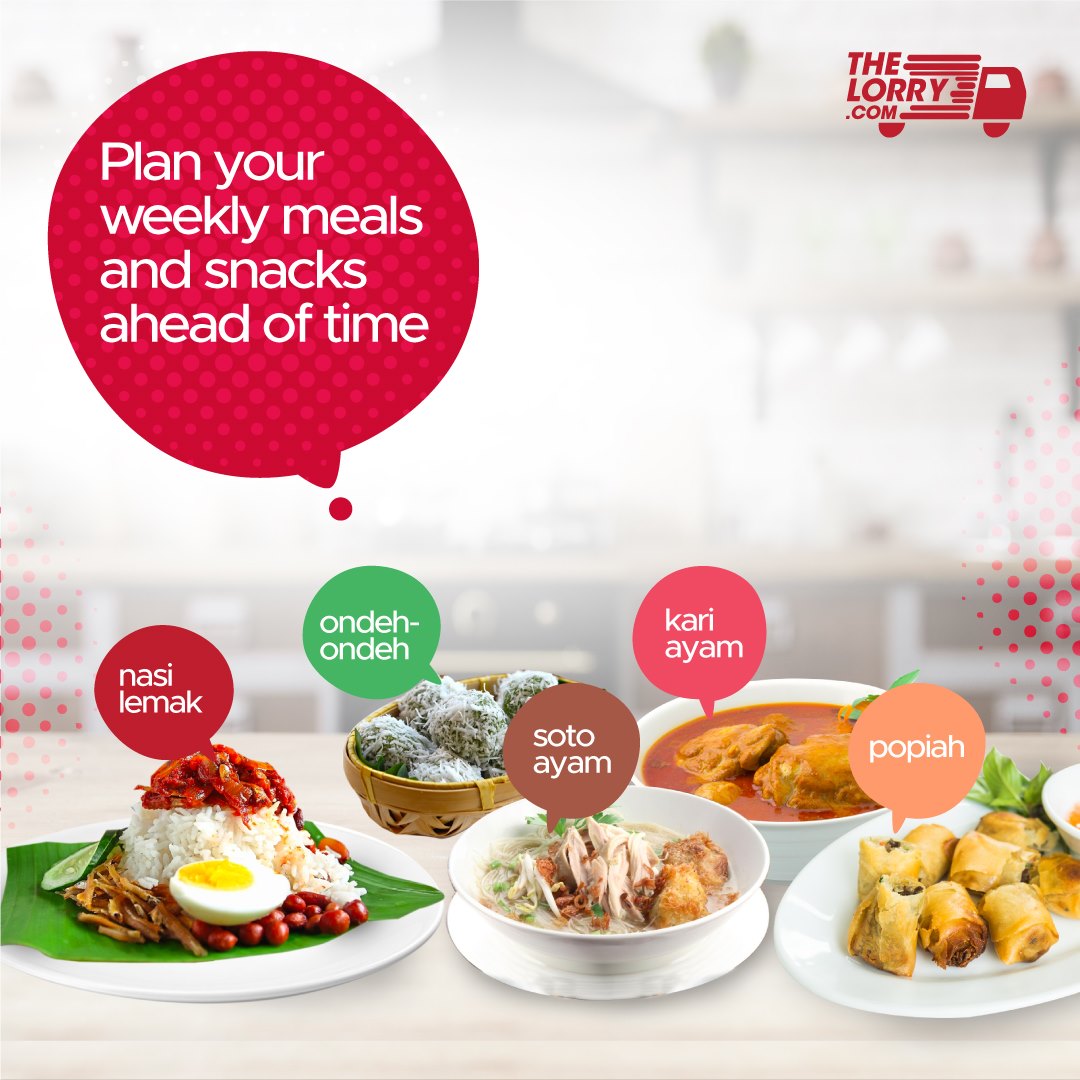 THE
LORRY
.COM
Plan your
weekly meals
and snacks
ahead of time
ondeh-
ondeh
kari
ayam
nasi
lemak
soto
ayam
popiah